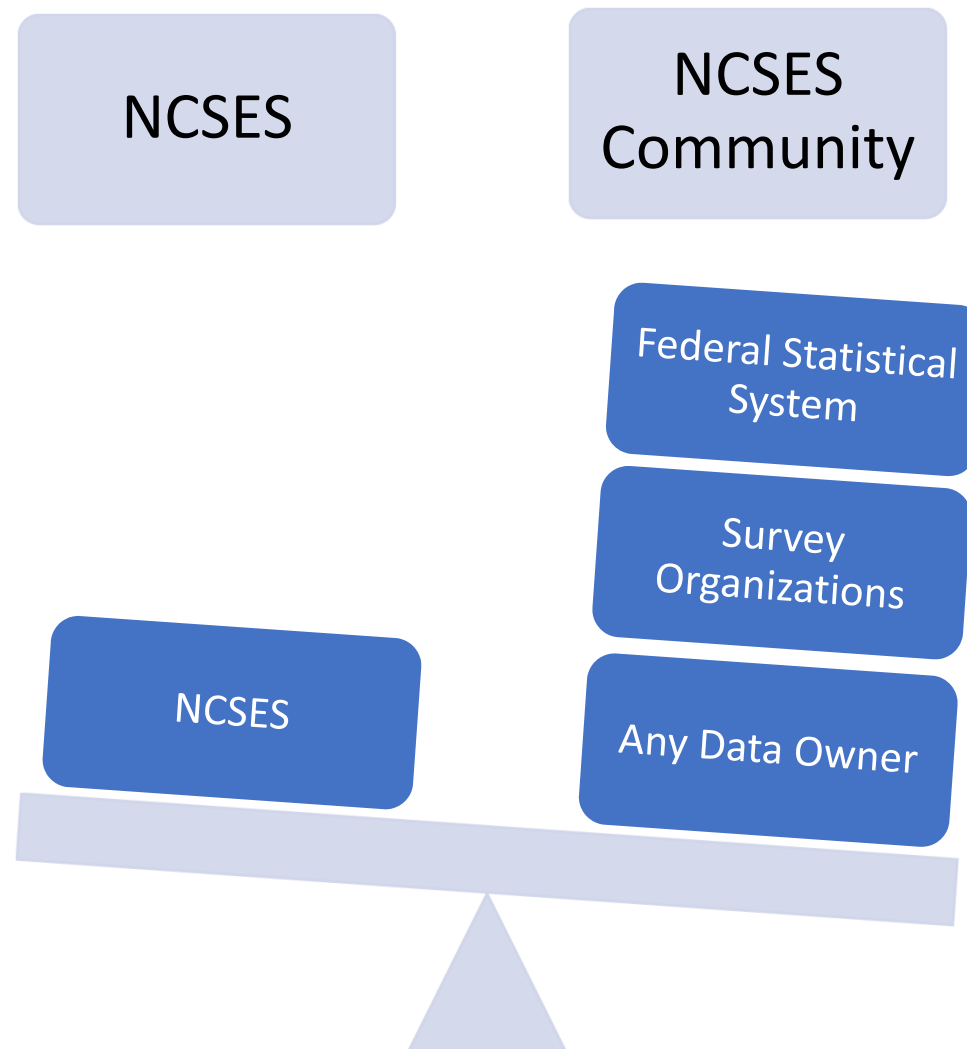 NCSES
NCSES
Community
Federal Statistical
System
Survey
Organizations
NCSES
Any Data Owner